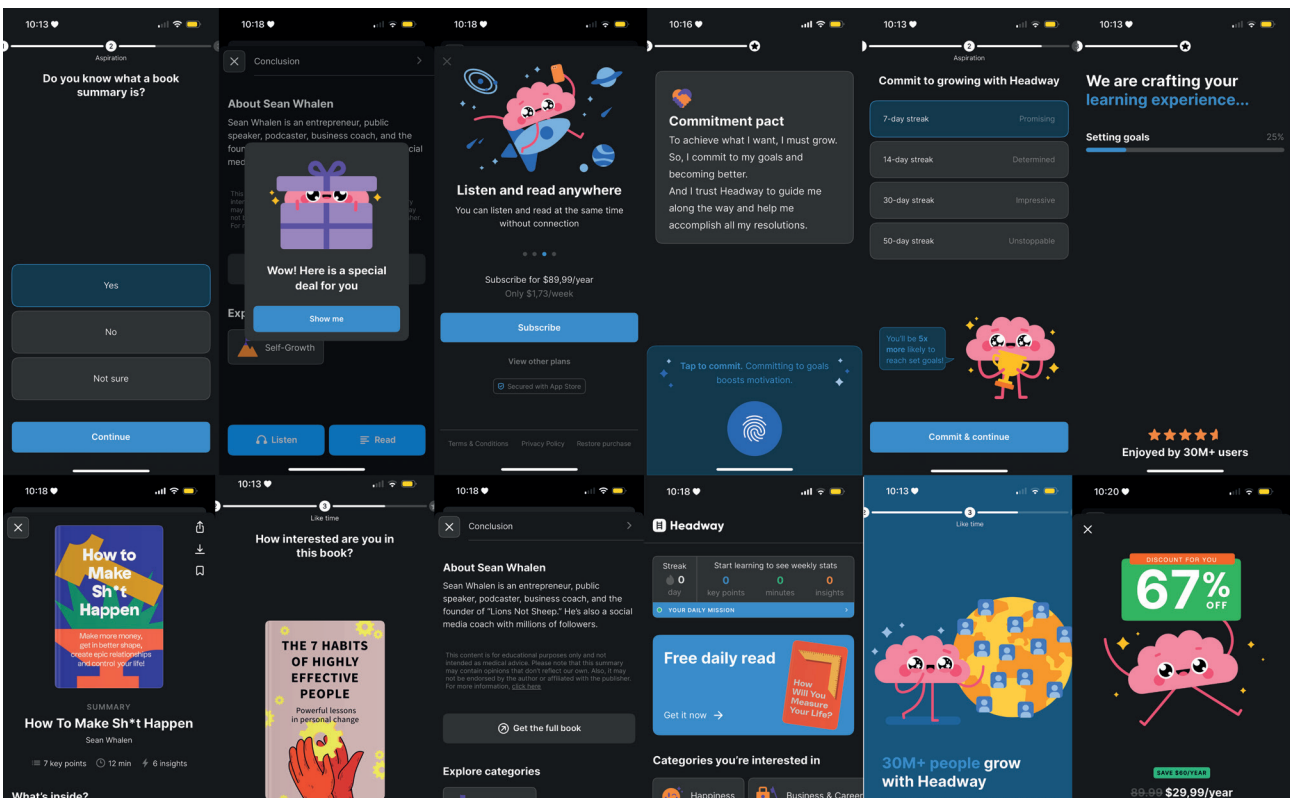 10:13
2
Aspiration
Do you know what a book
summary is?
Yes
No
Not sure
Continue
10:18
Conclusion
About Sean Whalen
Sean Whalen is an entrepreneur, public
speaker, podcaster, business coach, and the
Wow! Here is a special
deal for you
Show me
Self-Growth
Listen
Read
10:18
Listen and read anywhere
You can listen and read at the same time
without connection
Subscribe for $89,99/year
Only $1,73/week
Subscribe
View other plans
Secured with App Store
Terms & Conditions Privacy Policy Restore purchase
10:16
Commitment pact
To achieve what I want, I must grow.
So, I commit to my goals and
becoming better.
And I trust Headway to guide me
along the way and help me
accomplish all my resolutions.
Tap to commit. Committing to goals
boosts motivation.
10:13
2
Aspiration
Commit to growing with Headway
7-day streak Promising
14-day streak Determined
30-day streak Impressive
50-day streak Unstoppable
You'll be 5x
more likely to
reach set goals!
Commit & continue
10:13
We are crafting your
learning experience...
Setting goals 25%
Enjoyed by 30M+ users
10:18
How to
Make
Sh*t
Happen
Make more money,
get in better shape,
create epic relationships
and control your life!
SUMMARY
How To Make Sh*t Happen
Sean Whalen
7 key points 12 min 6 insights
What's inside?
10:13
3
Like time
How interested are you in
this book?
THE 7 HABITS
OF HIGHLY
EFFECTIVE
PEOPLE
Powerful lessons
in personal change
10:18
Conclusion
About Sean Whalen
Sean Whalen is an entrepreneur, public
speaker, podcaster, business coach, and the
founder of "Lions Not Sheep." He's also a social
media coach with millions of followers.
This content is for educational purposes only and not
intended as medical advice. Please note that this summary
may contain opinions that don't reflect our own. Also, it may
not be endorsed by the author or affiliated with the publisher.
For more information, click here
Get the full book
Explore categories
10:18
Headway
Streak
0
day
Start learning to see weekly stats
0 0 0
key points minutes insights
YOUR DAILY MISSION
Free daily read
Get it now
How
Will You
Measure
Your Life?
Categories you're interested in
Happiness
Business & Career
10:13
3
Like time
30M+ people grow
with Headway
10:20
DISCOUNT FOR YOU
67%
OFF
SAVE $60/YEAR
89.99 $29,99/year